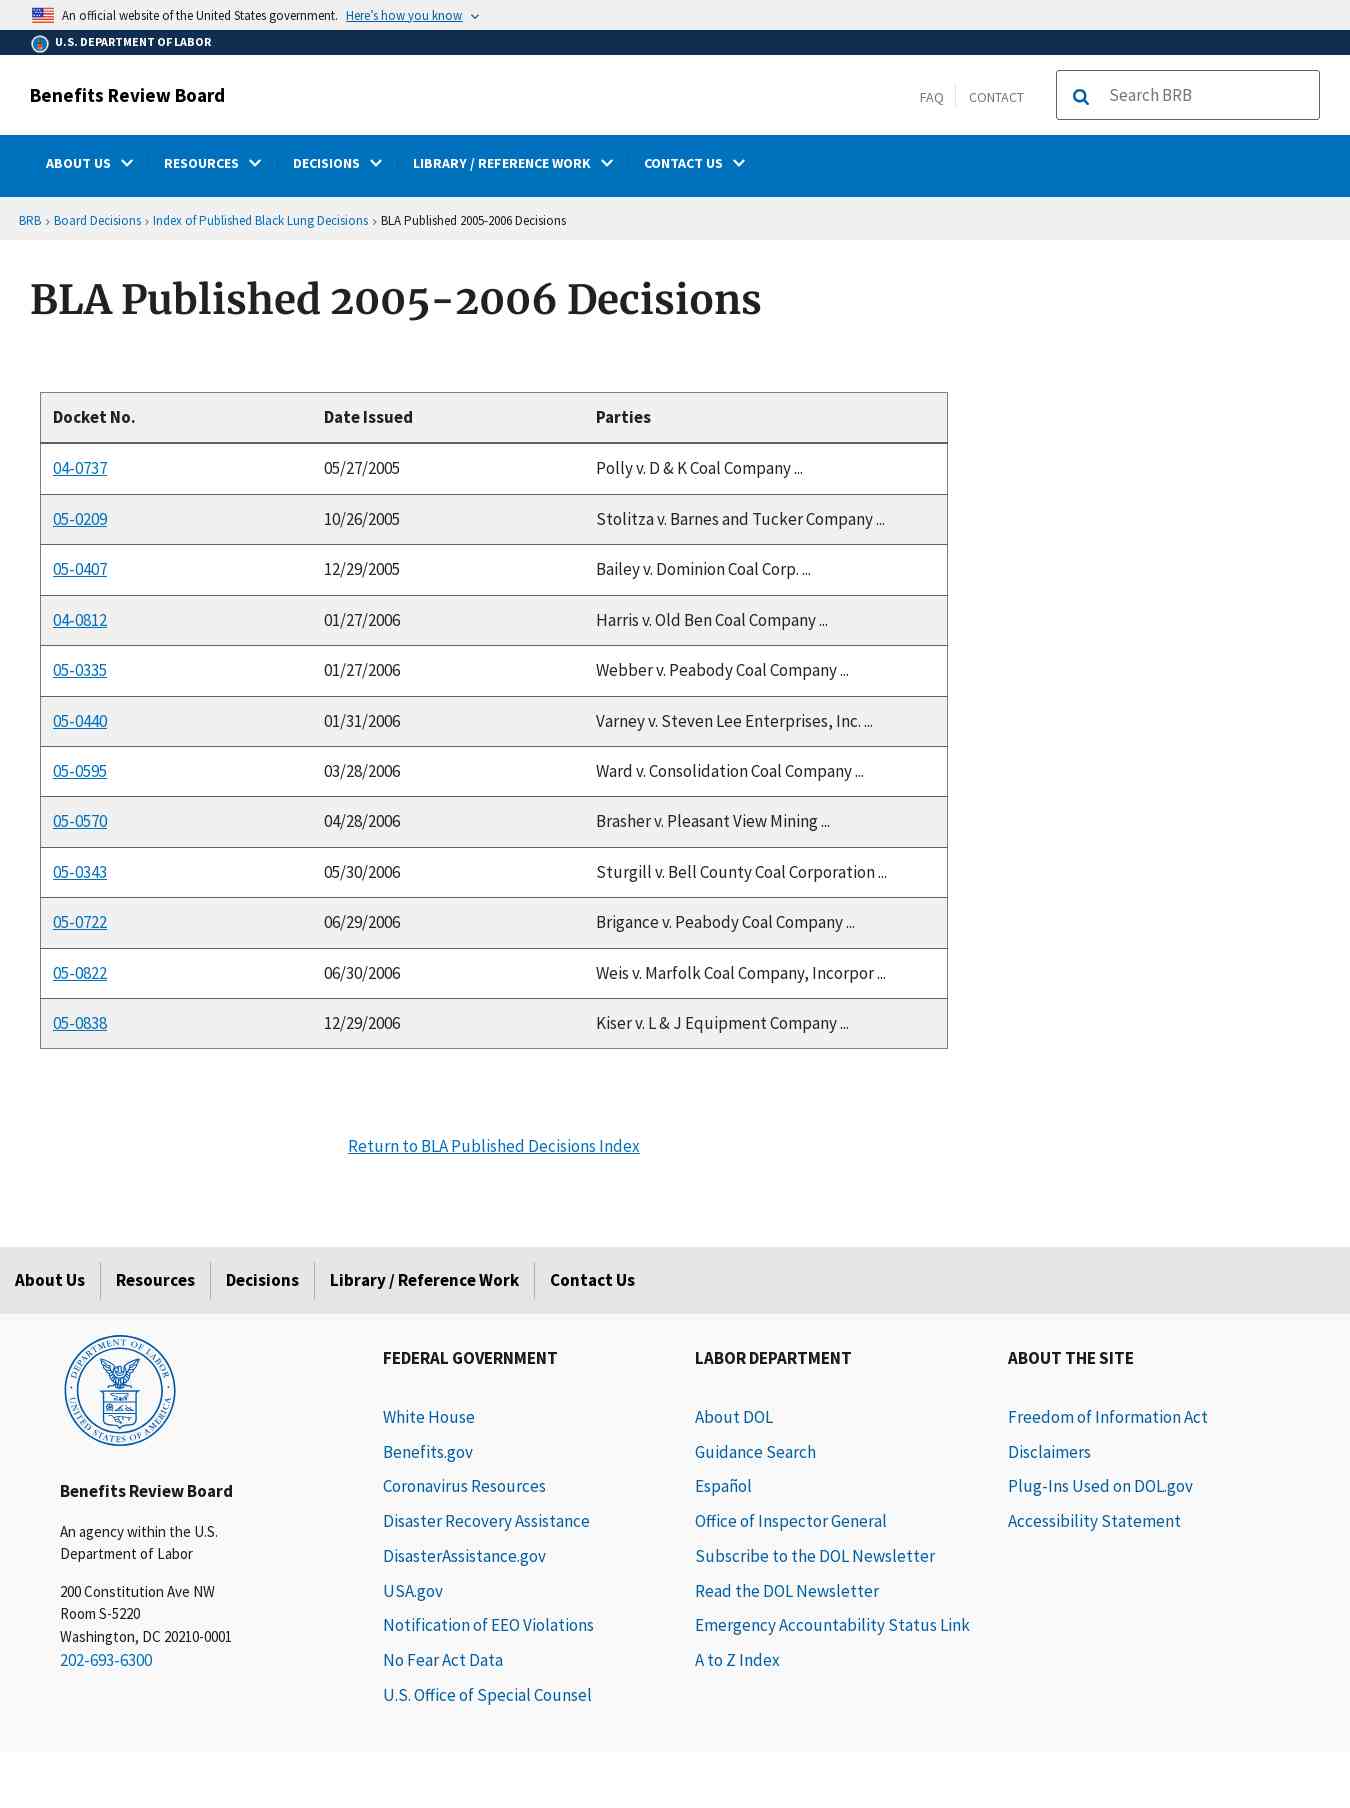 An official website of the United States government. Here's how you know
U.S. DEPARTMENT OF LABOR
Benefits Review Board
FAQ
CONTACT
Search BRB
ABOUT US
RESOURCES
DECISIONS
LIBRARY / REFERENCE WORK
CONTACT US
BRB › Board Decisions › Index of Published Black Lung Decisions › BLA Published 2005-2006 Decisions
BLA Published 2005-2006 Decisions
Docket No. Date Issued Parties
04-0737 05/27/2005 Polly v. D & K Coal Company ...
05-0209 10/26/2005 Stolitza v. Barnes and Tucker Company ...
05-0407 12/29/2005 Bailey v. Dominion Coal Corp. ...
04-0812 01/27/2006 Harris v. Old Ben Coal Company ...
05-0335 01/27/2006 Webber v. Peabody Coal Company ...
05-0440 01/31/2006 Varney v. Steven Lee Enterprises, Inc. ...
05-0595 03/28/2006 Ward v. Consolidation Coal Company ...
05-0570 04/28/2006 Brasher v. Pleasant View Mining ...
05-0343 05/30/2006 Sturgill v. Bell County Coal Corporation ...
05-0722 06/29/2006 Brigance v. Peabody Coal Company ...
05-0822 06/30/2006 Weis v. Marfolk Coal Company, Incorpor ...
05-0838 12/29/2006 Kiser v. L & J Equipment Company ...
Return to BLA Published Decisions Index
About Us
Resources
Decisions
Library / Reference Work
Contact Us
DEPARTMENT OF LABOR
UNITED STATES OF AMERICA
Benefits Review Board
An agency within the U.S.
Department of Labor
200 Constitution Ave NW
Room S-5220
Washington, DC 20210-0001
202-693-6300
FEDERAL GOVERNMENT
White House
Benefits.gov
Coronavirus Resources
Disaster Recovery Assistance
DisasterAssistance.gov
USA.gov
Notification of EEO Violations
No Fear Act Data
U.S. Office of Special Counsel
LABOR DEPARTMENT
About DOL
Guidance Search
Español
Office of Inspector General
Subscribe to the DOL Newsletter
Read the DOL Newsletter
Emergency Accountability Status Link
A to Z Index
ABOUT THE SITE
Freedom of Information Act
Disclaimers
Plug-Ins Used on DOL.gov
Accessibility Statement